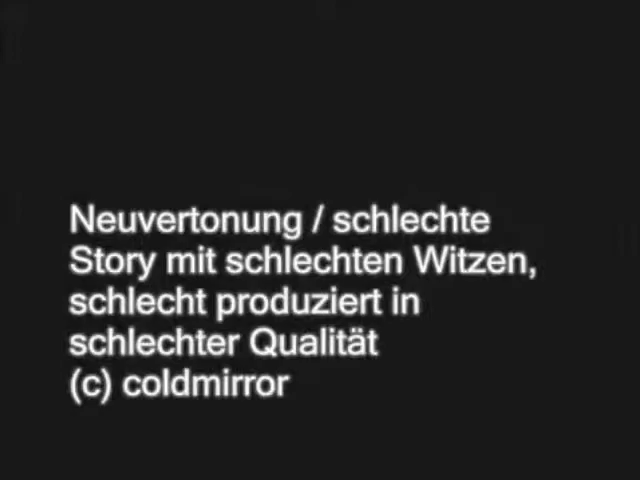 Neuvertonung / schlechte
Story mit schlechten Witzen,
schlecht produziert in
schlechter Qualität
(c) coldmirror